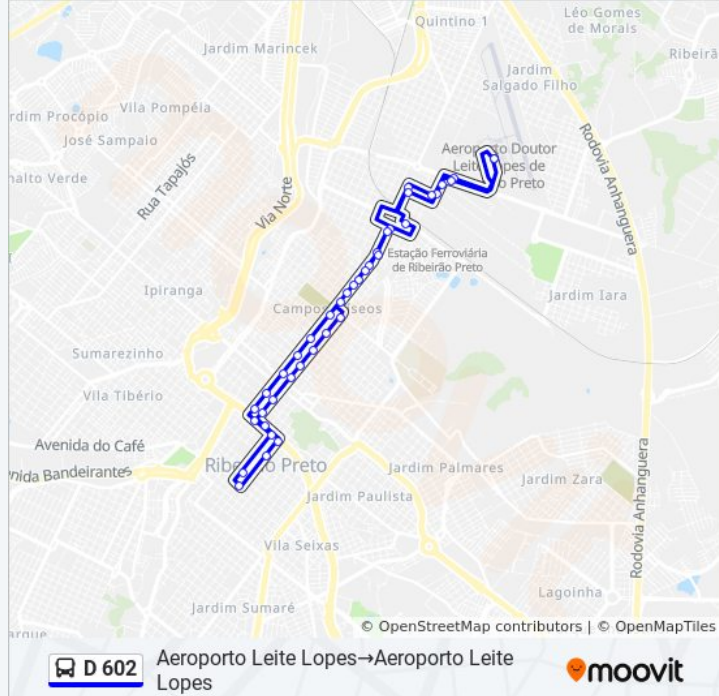 Quintino 1
Léo Gomes
de Morais
Jardim Marincek
Ribeirã
Jardim
Salgado Filho
Vila Pompéia
rdim Procópio
José Sampaio
Rua Tapajós
Via Norte
Rodovia Anhanguera
Aeroporto Doutor
Leite Lopes de
o Preto
nalto Verde
Estação Ferroviária
de Ribeirão Preto
Ipiranga
Campos Elíseos
Jardim Iara
Sumarezinho
Vila Tibério
Avenida do Café
nida Bandeirantes
Ribeirão Preto
Jardim Palmares
Jardim Zara
Rodovia Anhanguera
Jardim Paulista
Vila Seixas
Lagoinha
Jardim Sumaré
arque
© OpenStreetMap contributors | © OpenMapTiles
D 602
Aeroporto Leite Lopes→Aeroporto Leite
Lopes
moovit